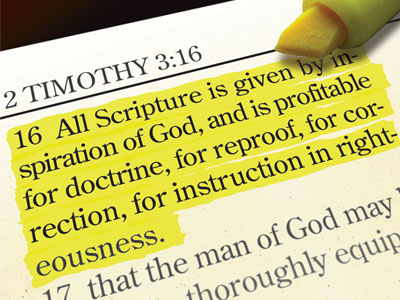 2 TIMOTHY 3:16
16 All Scripture is given by in-
spiration of God, and is profitable
for doctrine, for reproof, for cor-
rection, for instruction in right-
eousness.
17 that the man of God may
thoroughly equip